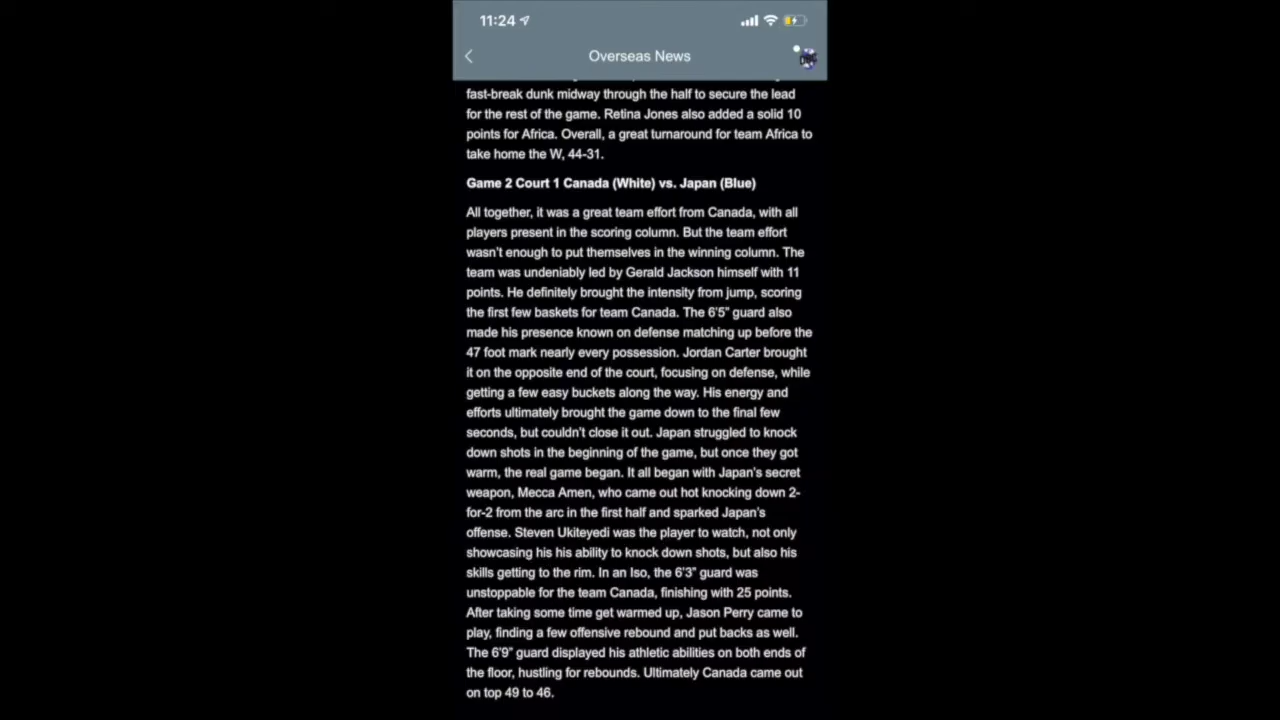 11:24
Overseas News
fast-break dunk midway through the half to secure the lead
for the rest of the game. Retina Jones also added a solid 10
points for Africa. Overall, a great turnaround for team Africa to
take home the W, 44-31.
Game 2 Court 1 Canada (White) vs. Japan (Blue)
All together, it was a great team effort from Canada, with all
players present in the scoring column. But the team effort
wasn't enough to put themselves in the winning column. The
team was undeniably led by Gerald Jackson himself with 11
points. He definitely brought the intensity from jump, scoring
the first few baskets for team Canada. The 6'5" guard also
made his presence known on defense matching up before the
47 foot mark nearly every possession. Jordan Carter brought
it on the opposite end of the court, focusing on defense, while
getting a few easy buckets along the way. His energy and
efforts ultimately brought the game down to the final few
seconds, but couldn't close it out. Japan struggled to knock
down shots in the beginning of the game, but once they got
warm, the real game began. It all began with Japan's secret
weapon, Mecca Amen, who came out hot knocking down 2-
for-2 from the arc in the first half and sparked Japan's
offense. Steven Ukiteyedi was the player to watch, not only
showcasing his his ability to knock down shots, but also his
skills getting to the rim. In an Iso, the 6'3" guard was
unstoppable for the team Canada, finishing with 25 points.
After taking some time get warmed up, Jason Perry came to
play, finding a few offensive rebound and put backs as well.
The 6'9" guard displayed his athletic abilities on both ends of
the floor, hustling for rebounds. Ultimately Canada came out
on top 49 to 46.